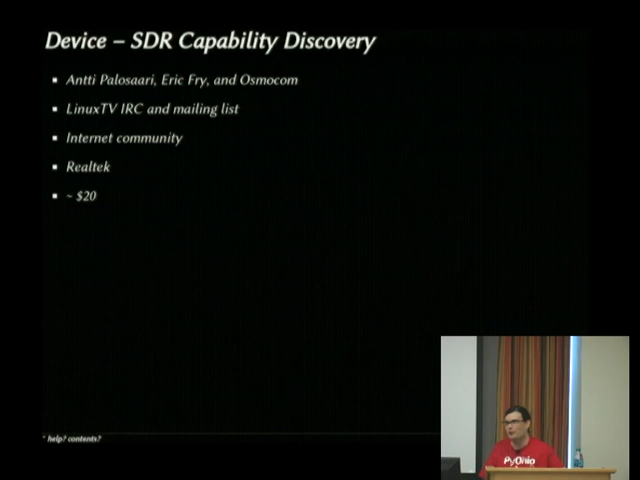 Device – SDR Capability Discovery
Antti Palosaari, Eric Fry, and Osmocom
LinuxTV IRC and mailing list
Internet community
Realtek
~ $20
* help? contents?
PyOhio